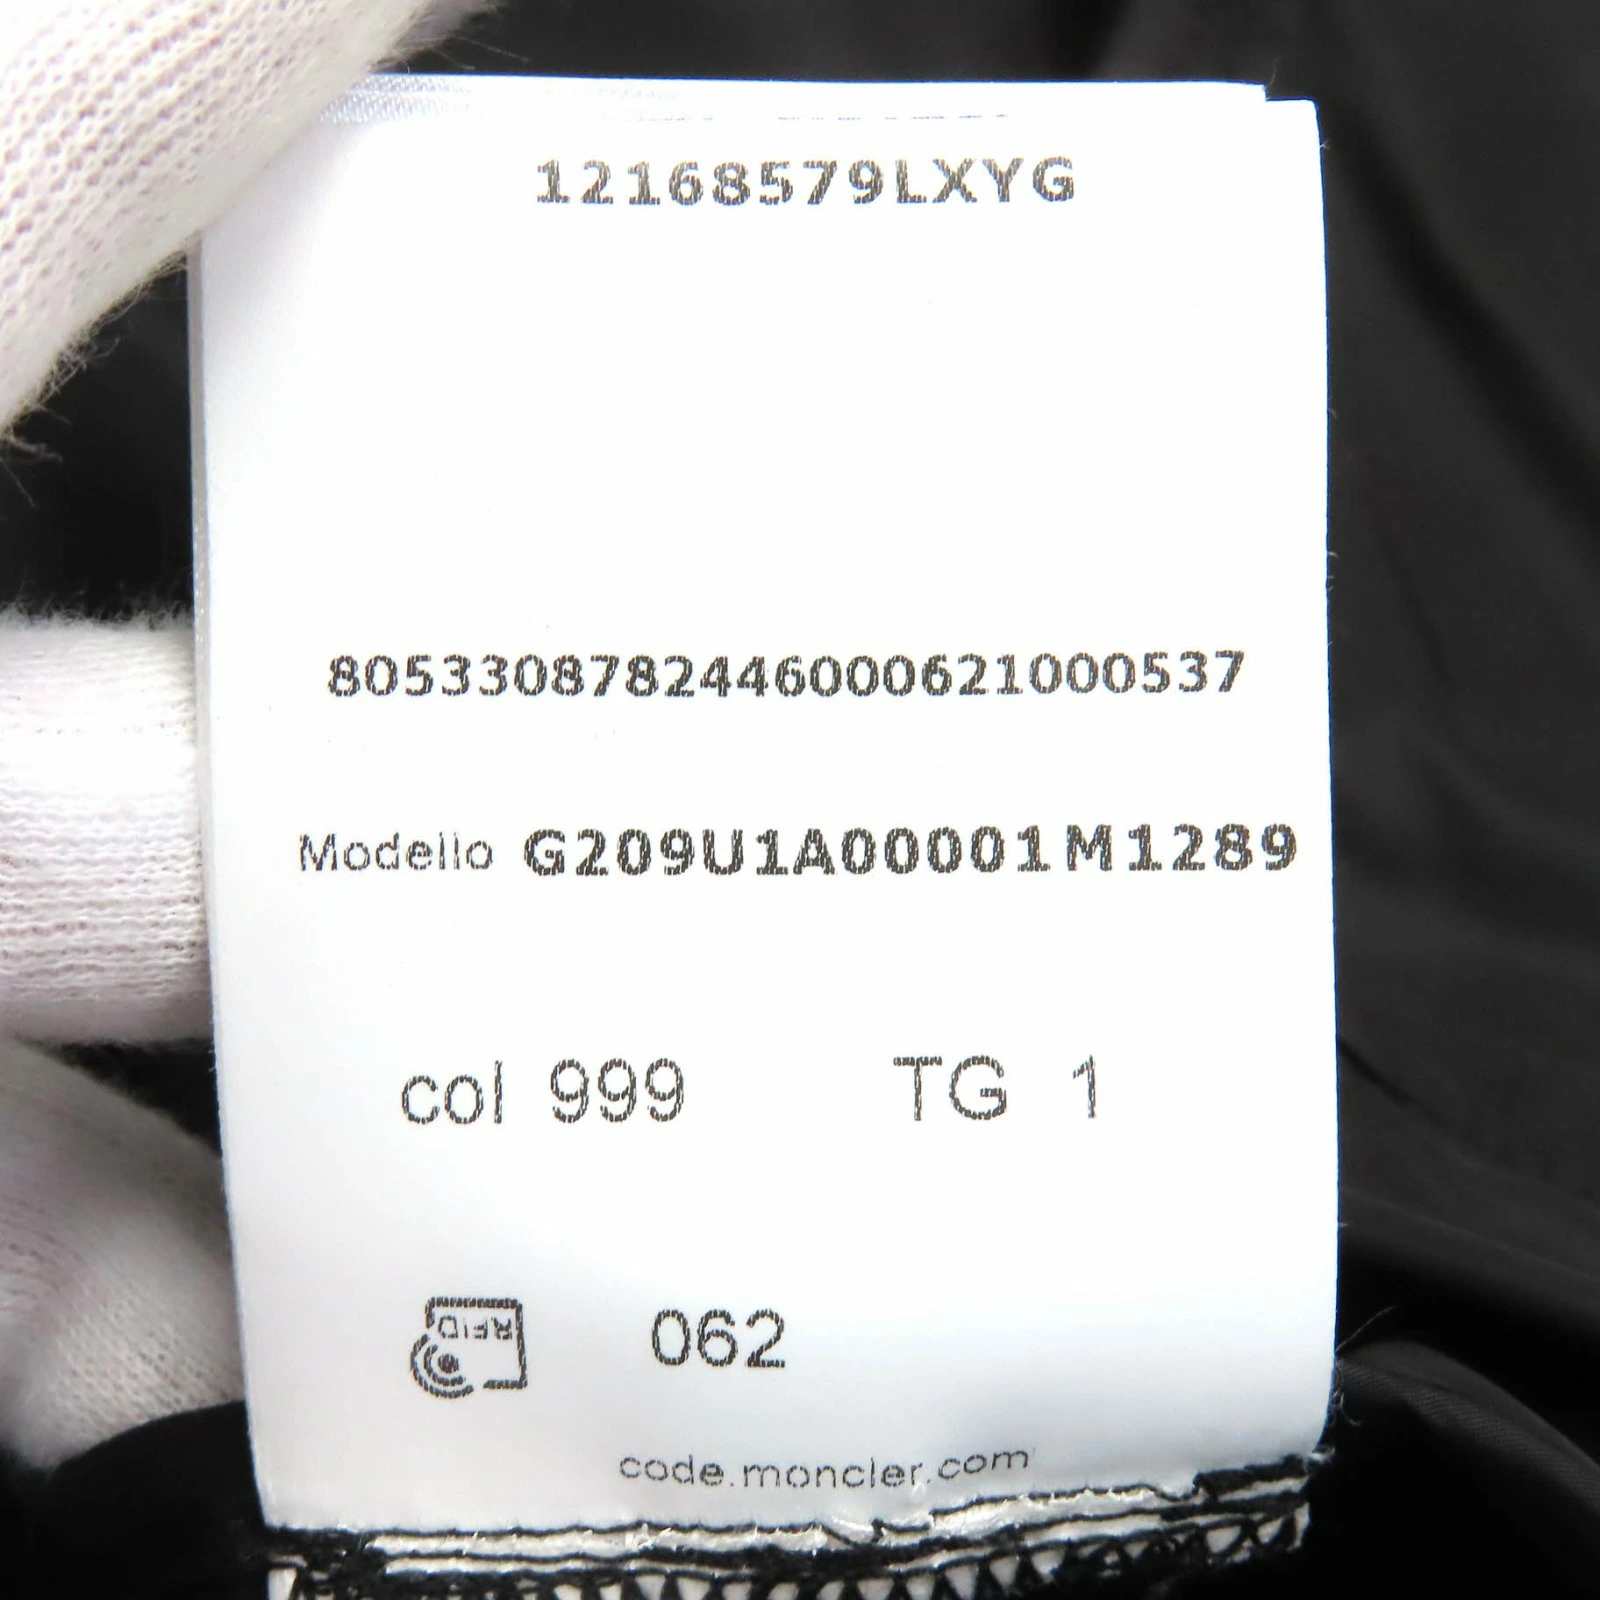 12168579LXYG
8053308782446000621000537
Modello G209U1A00001M1289
col 999 TG 1
RFID 062
code.moncler.com